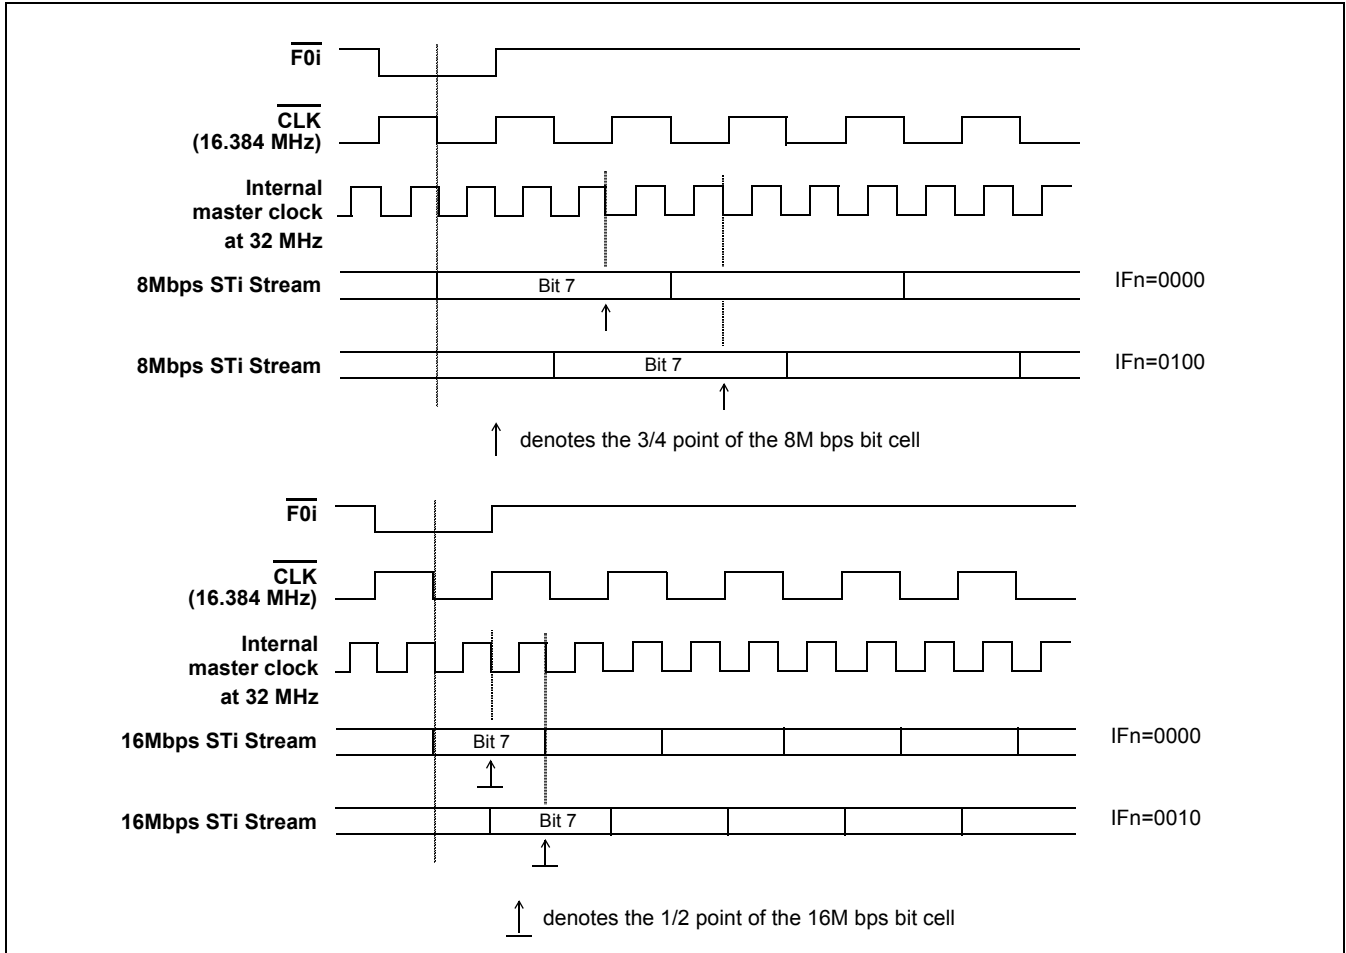 F0i
CLK
(16.384 MHz)
Internal
master clock
at 32 MHz
8Mbps STi Stream
Bit 7
IFn=0000
8Mbps STi Stream
Bit 7
IFn=0100
denotes the 3/4 point of the 8M bps bit cell
F0i
CLK
(16.384 MHz)
Internal
master clock
at 32 MHz
16Mbps STi Stream
Bit 7
IFn=0000
16Mbps STi Stream
Bit 7
IFn=0010
denotes the 1/2 point of the 16M bps bit cell